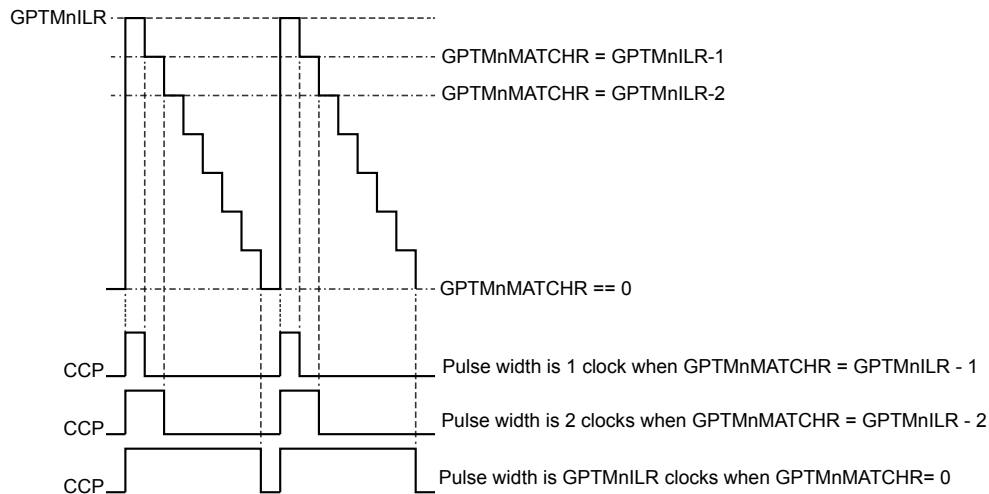 GPTMnILR
GPTMnMATCHR = GPTMnILR-1
GPTMnMATCHR = GPTMnILR-2
GPTMnMATCHR == 0
CCP
Pulse width is 1 clock when GPTMnMATCHR = GPTMnILR - 1
CCP
Pulse width is 2 clocks when GPTMnMATCHR = GPTMnILR - 2
CCP
Pulse width is GPTMnILR clocks when GPTMnMATCHR= 0